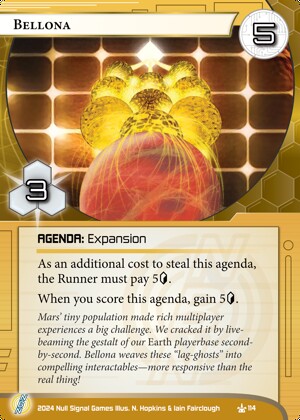 Bellona
5
3
AGENDA: Expansion
As an additional cost to steal this agenda,
the Runner must pay 5.
When you score this agenda, gain 5.
Mars' tiny population made rich multiplayer
experiences a big challenge. We cracked it by live-
beaming the gestalt of our Earth playerbase second-
by-second. Bellona weaves these "lag-ghosts" into
compelling interactables—more responsive than the
real thing!
2024 Null Signal Games Illus. N. Hopkins & Iain Fairclough
114